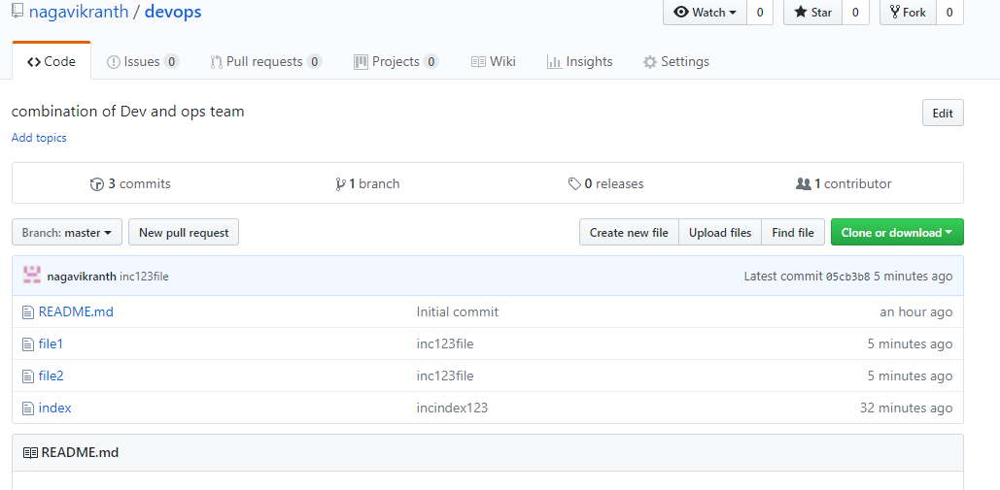 nagavikranth / devops
Watch 0 Star 0 Fork 0
Code Issues 0 Pull requests 0 Projects 0 Wiki Insights Settings
combination of Dev and ops team Edit
Add topics
3 commits 1 branch 0 releases 1 contributor
Branch: master New pull request Create new file Upload files Find file Clone or download
nagavikranth inc123file Latest commit 05cb3b8 5 minutes ago
README.md Initial commit an hour ago
file1 inc123file 5 minutes ago
file2 inc123file 5 minutes ago
index incindex123 32 minutes ago
README.md